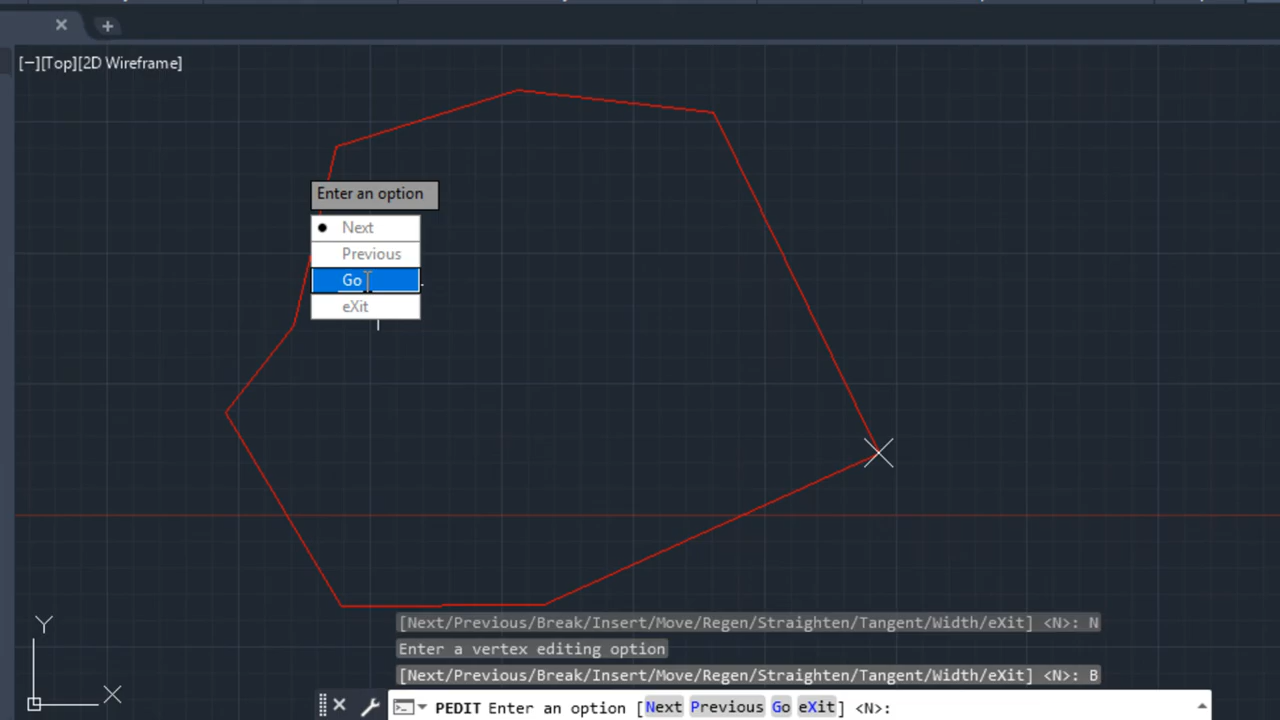 [−][Top][2D Wireframe]
Enter an option
Next
Previous
Go
eXit
Y
X
[Next/Previous/Break/Insert/Move/Regen/Straighten/Tangent/Width/eXit] <N>: N
Enter a vertex editing option
[Next/Previous/Break/Insert/Move/Regen/Straighten/Tangent/Width/eXit] <N>: B
PEDIT Enter an option [Next Previous Go eXit] <N>: